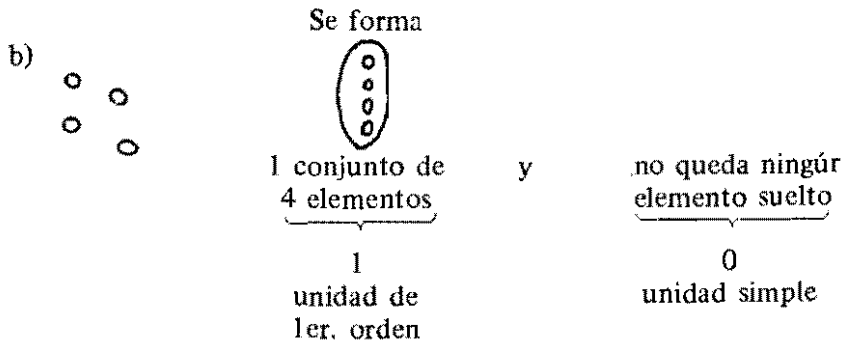 Se forma
b)
1 conjunto de y no queda ningúr
4 elementos elemento suelto
1 0
unidad de unidad simple
1er. orden